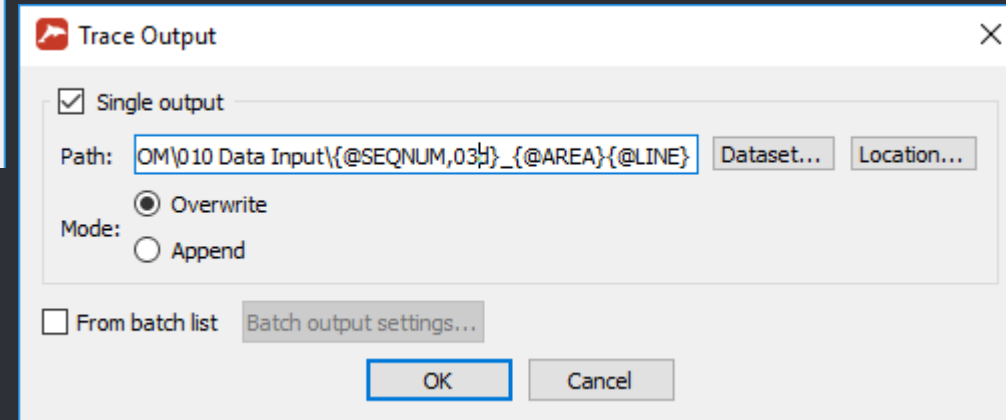 Trace Output
Single output
Path: OM\010 Data Input\{@SEQNUM,03d}_{@AREA}{@LINE} Dataset... Location...
Overwrite
Mode:
Append
From batch list Batch output settings...
OK Cancel